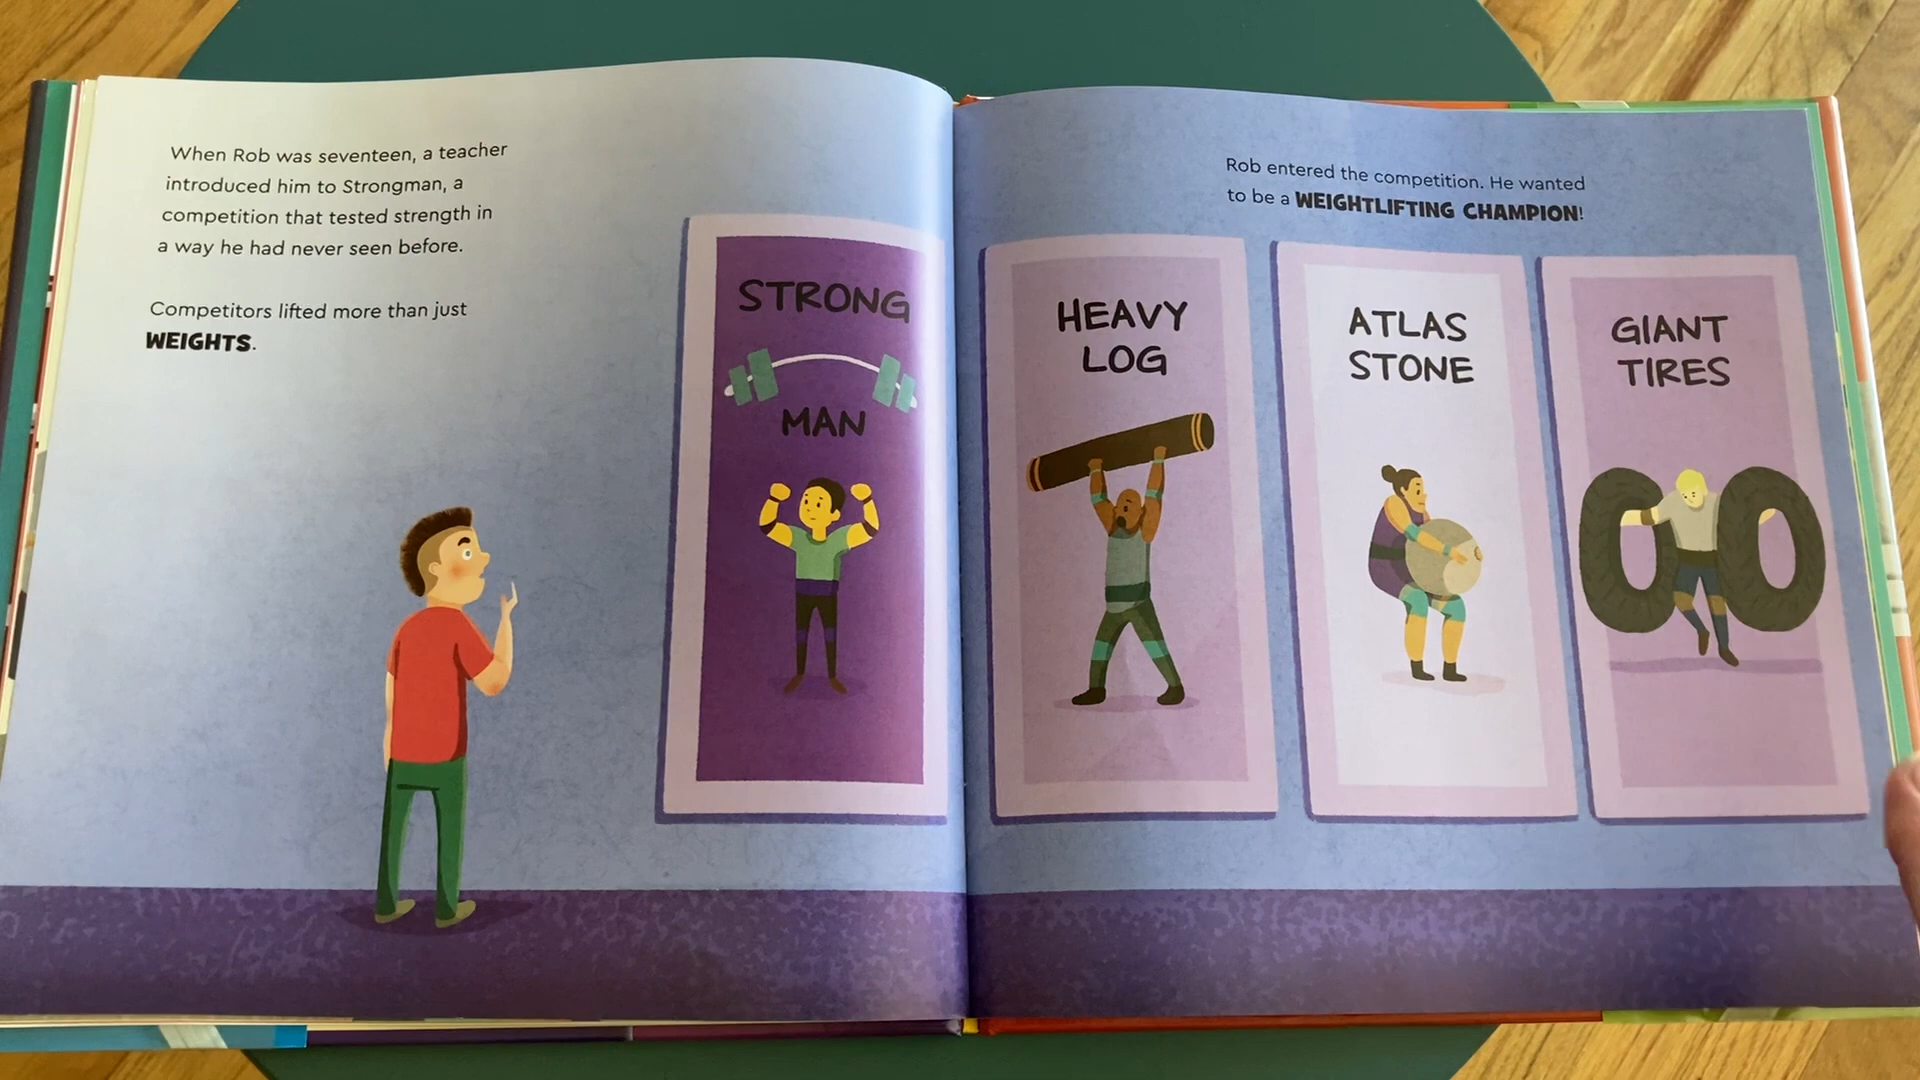 When Rob was seventeen, a teacher
introduced him to Strongman, a
competition that tested strength in
a way he had never seen before.
Competitors lifted more than just
WEIGHTS.
STRONG
MAN
Rob entered the competition. He wanted
to be a WEIGHTLIFTING CHAMPION!
HEAVY
LOG
ATLAS
STONE
GIANT
TIRES